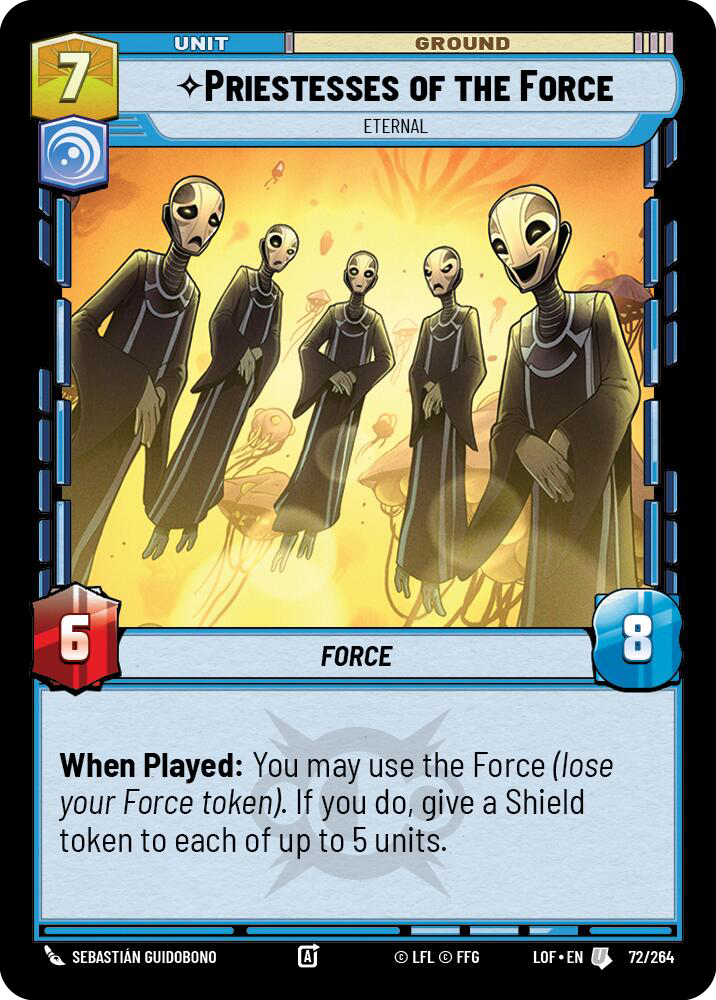 UNIT
GROUND
7
✧PRIESTESSES OF THE FORCE
ETERNAL
6
FORCE
8
When Played: You may use the Force (lose
your Force token). If you do, give a Shield
token to each of up to 5 units.
SEBASTIÁN GUIDOBONO
A
© LFL © FFG
LOF • EN
U
72/264